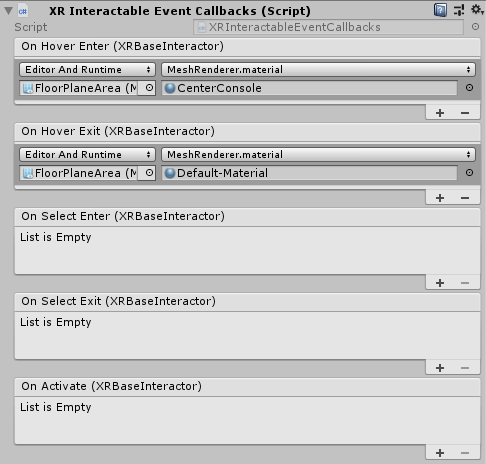 XR Interactable Event Callbacks (Script)
Script XRInteractableEventCallbacks
On Hover Enter (XRBaseInteractor)
Editor And Runtime MeshRenderer.material
FloorPlaneArea (M CenterConsole
On Hover Exit (XRBaseInteractor)
Editor And Runtime MeshRenderer.material
FloorPlaneArea (M Default-Material
On Select Enter (XRBaseInteractor)
List is Empty
On Select Exit (XRBaseInteractor)
List is Empty
On Activate (XRBaseInteractor)
List is Empty